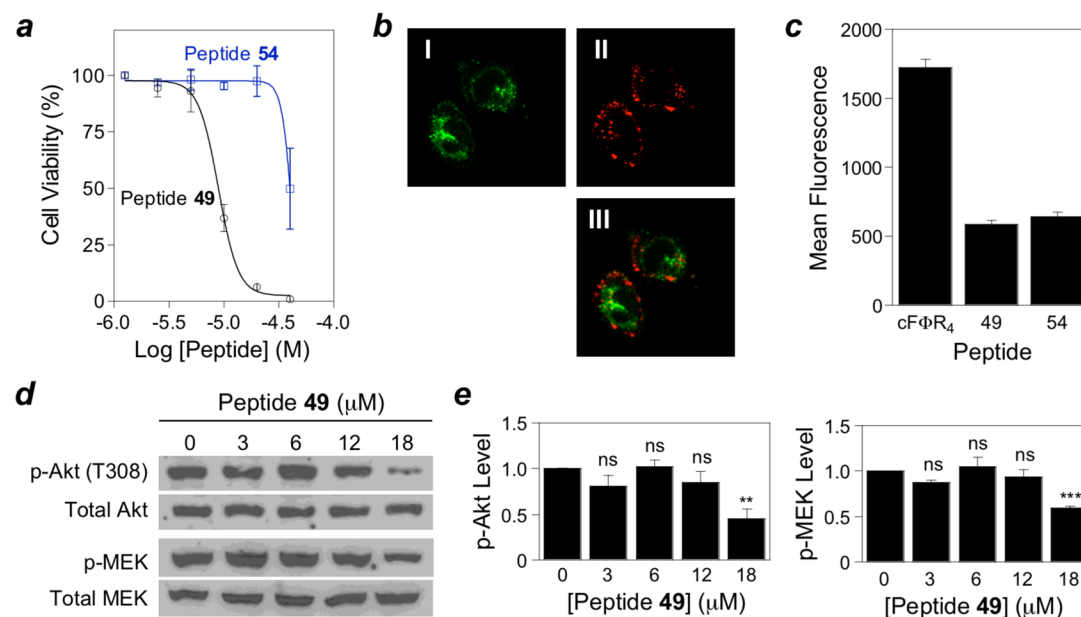 a
Peptide 54
Peptide 49
Cell Viability (%)
100
75
50
25
0
-6.0 -5.5 -5.0 -4.5 -4.0
Log [Peptide] (M)
b
I
II
III
c
Mean Fluorescence
2000
1500
1000
500
0
cFΦR4 49 54
Peptide
d
Peptide 49 (μM)
0 3 6 12 18
p-Akt (T308)
Total Akt
p-MEK
Total MEK
e
p-Akt Level
1.5
1.0
0.5
0
ns ns ns **
0 3 6 12 18
[Peptide 49] (μM)
p-MEK Level
1.5
1.0
0.5
0
ns ns ns ***
0 3 6 12 18
[Peptide 49] (μM)